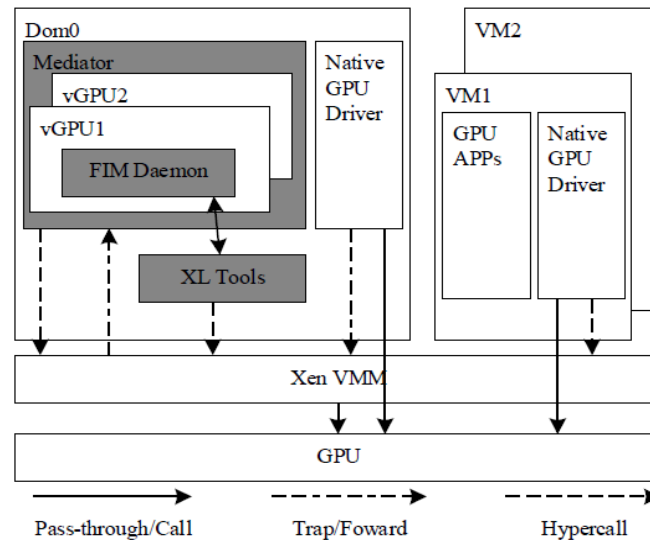 Dom0
Mediator
vGPU2
vGPU1
FIM Daemon
XL Tools
Native
GPU
Driver
VM2
VM1
GPU
APPs
Native
GPU
Driver
Xen VMM
GPU
Pass-through/Call
Trap/Foward
Hypercall